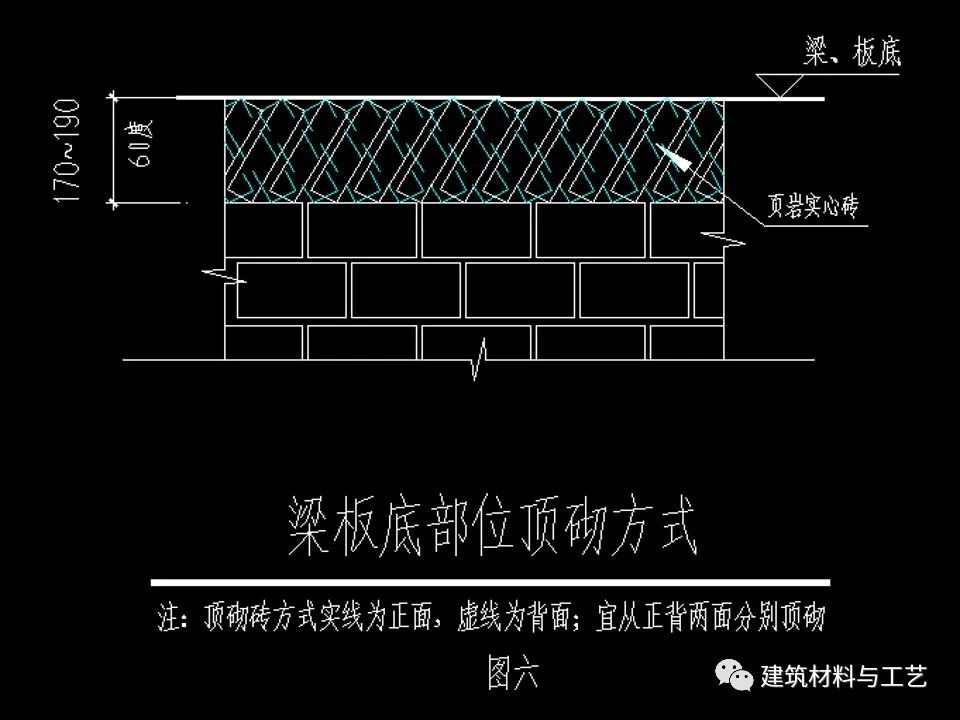 梁、板底
170~190
60度
页岩实心砖
梁板底部位顶砌方式
注：顶砌砖方式实线为正面，虚线为背面；宜从正背两面分别顶砌
图六
建筑材料与工艺